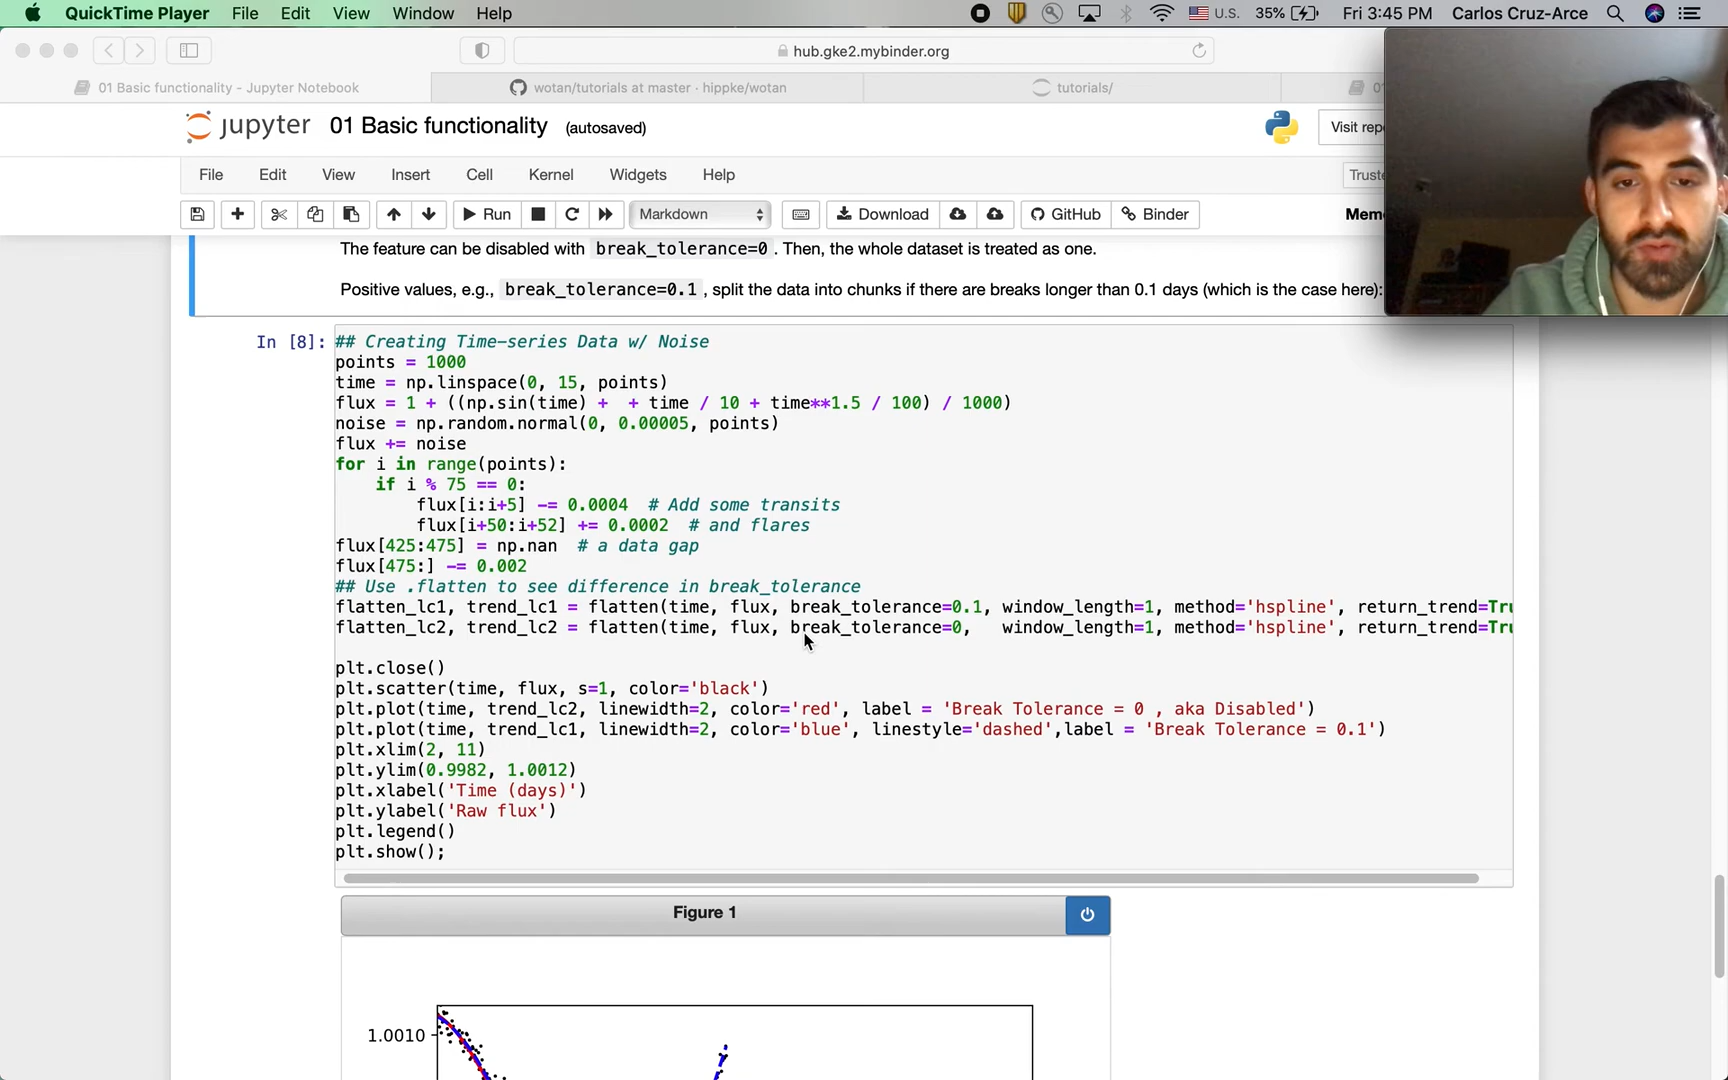 QuickTime Player File Edit View Window Help U.S. 35% Fri 3:45 PM Carlos Cruz-Arce
hub.gke2.mybinder.org
01 Basic functionality - Jupyter Notebook wotan/tutorials at master · hippke/wotan tutorials/
jupyter 01 Basic functionality (autosaved) Visit
File Edit View Insert Cell Kernel Widgets Help
Run Markdown Download GitHub Binder
The feature can be disabled with break_tolerance=0 . Then, the whole dataset is treated as one.
Positive values, e.g., break_tolerance=0.1 , split the data into chunks if there are breaks longer than 0.1 days (which is the case here):
In [8]: ## Creating Time-series Data w/ Noise
points = 1000
time = np.linspace(0, 15, points)
flux = 1 + ((np.sin(time) + + time / 10 + time**1.5 / 100) / 1000)
noise = np.random.normal(0, 0.00005, points)
flux += noise
for i in range(points):
if i % 75 == 0:
flux[i:i+5] -= 0.0004 # Add some transits
flux[i+50:i+52] += 0.0002 # and flares
flux[425:475] = np.nan # a data gap
flux[475:] -= 0.002
## Use .flatten to see difference in break_tolerance
flatten_lc1, trend_lc1 = flatten(time, flux, break_tolerance=0.1, window_length=1, method='hspline', return_trend=Tru
flatten_lc2, trend_lc2 = flatten(time, flux, break_tolerance=0, window_length=1, method='hspline', return_trend=Tru
plt.close()
plt.scatter(time, flux, s=1, color='black')
plt.plot(time, trend_lc2, linewidth=2, color='red', label = 'Break Tolerance = 0 , aka Disabled')
plt.plot(time, trend_lc1, linewidth=2, color='blue', linestyle='dashed',label = 'Break Tolerance = 0.1')
plt.xlim(2, 11)
plt.ylim(0.9982, 1.0012)
plt.xlabel('Time (days)')
plt.ylabel('Raw flux')
plt.legend()
plt.show();
Figure 1
1.0010